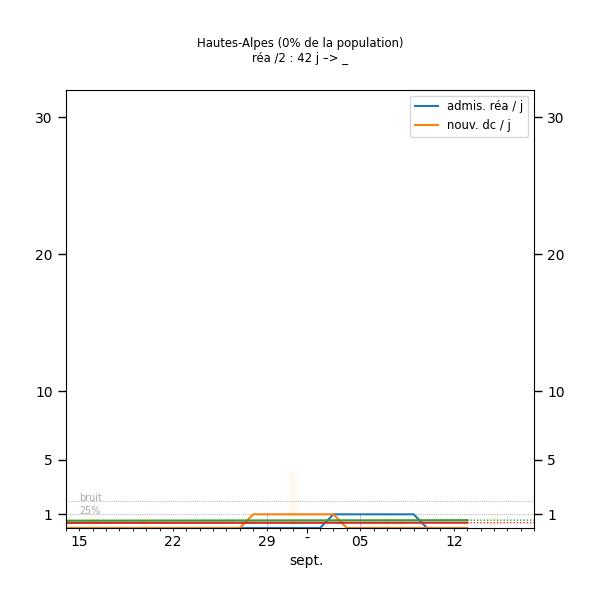 Hautes-Alpes (0% de la population)
réa /2 : 42 j –> _
admis. réa / j
nouv. dc / j
30 30
20 20
10 10
5 5
bruit
25%
1 1
15 22 29 - 05 12
sept.